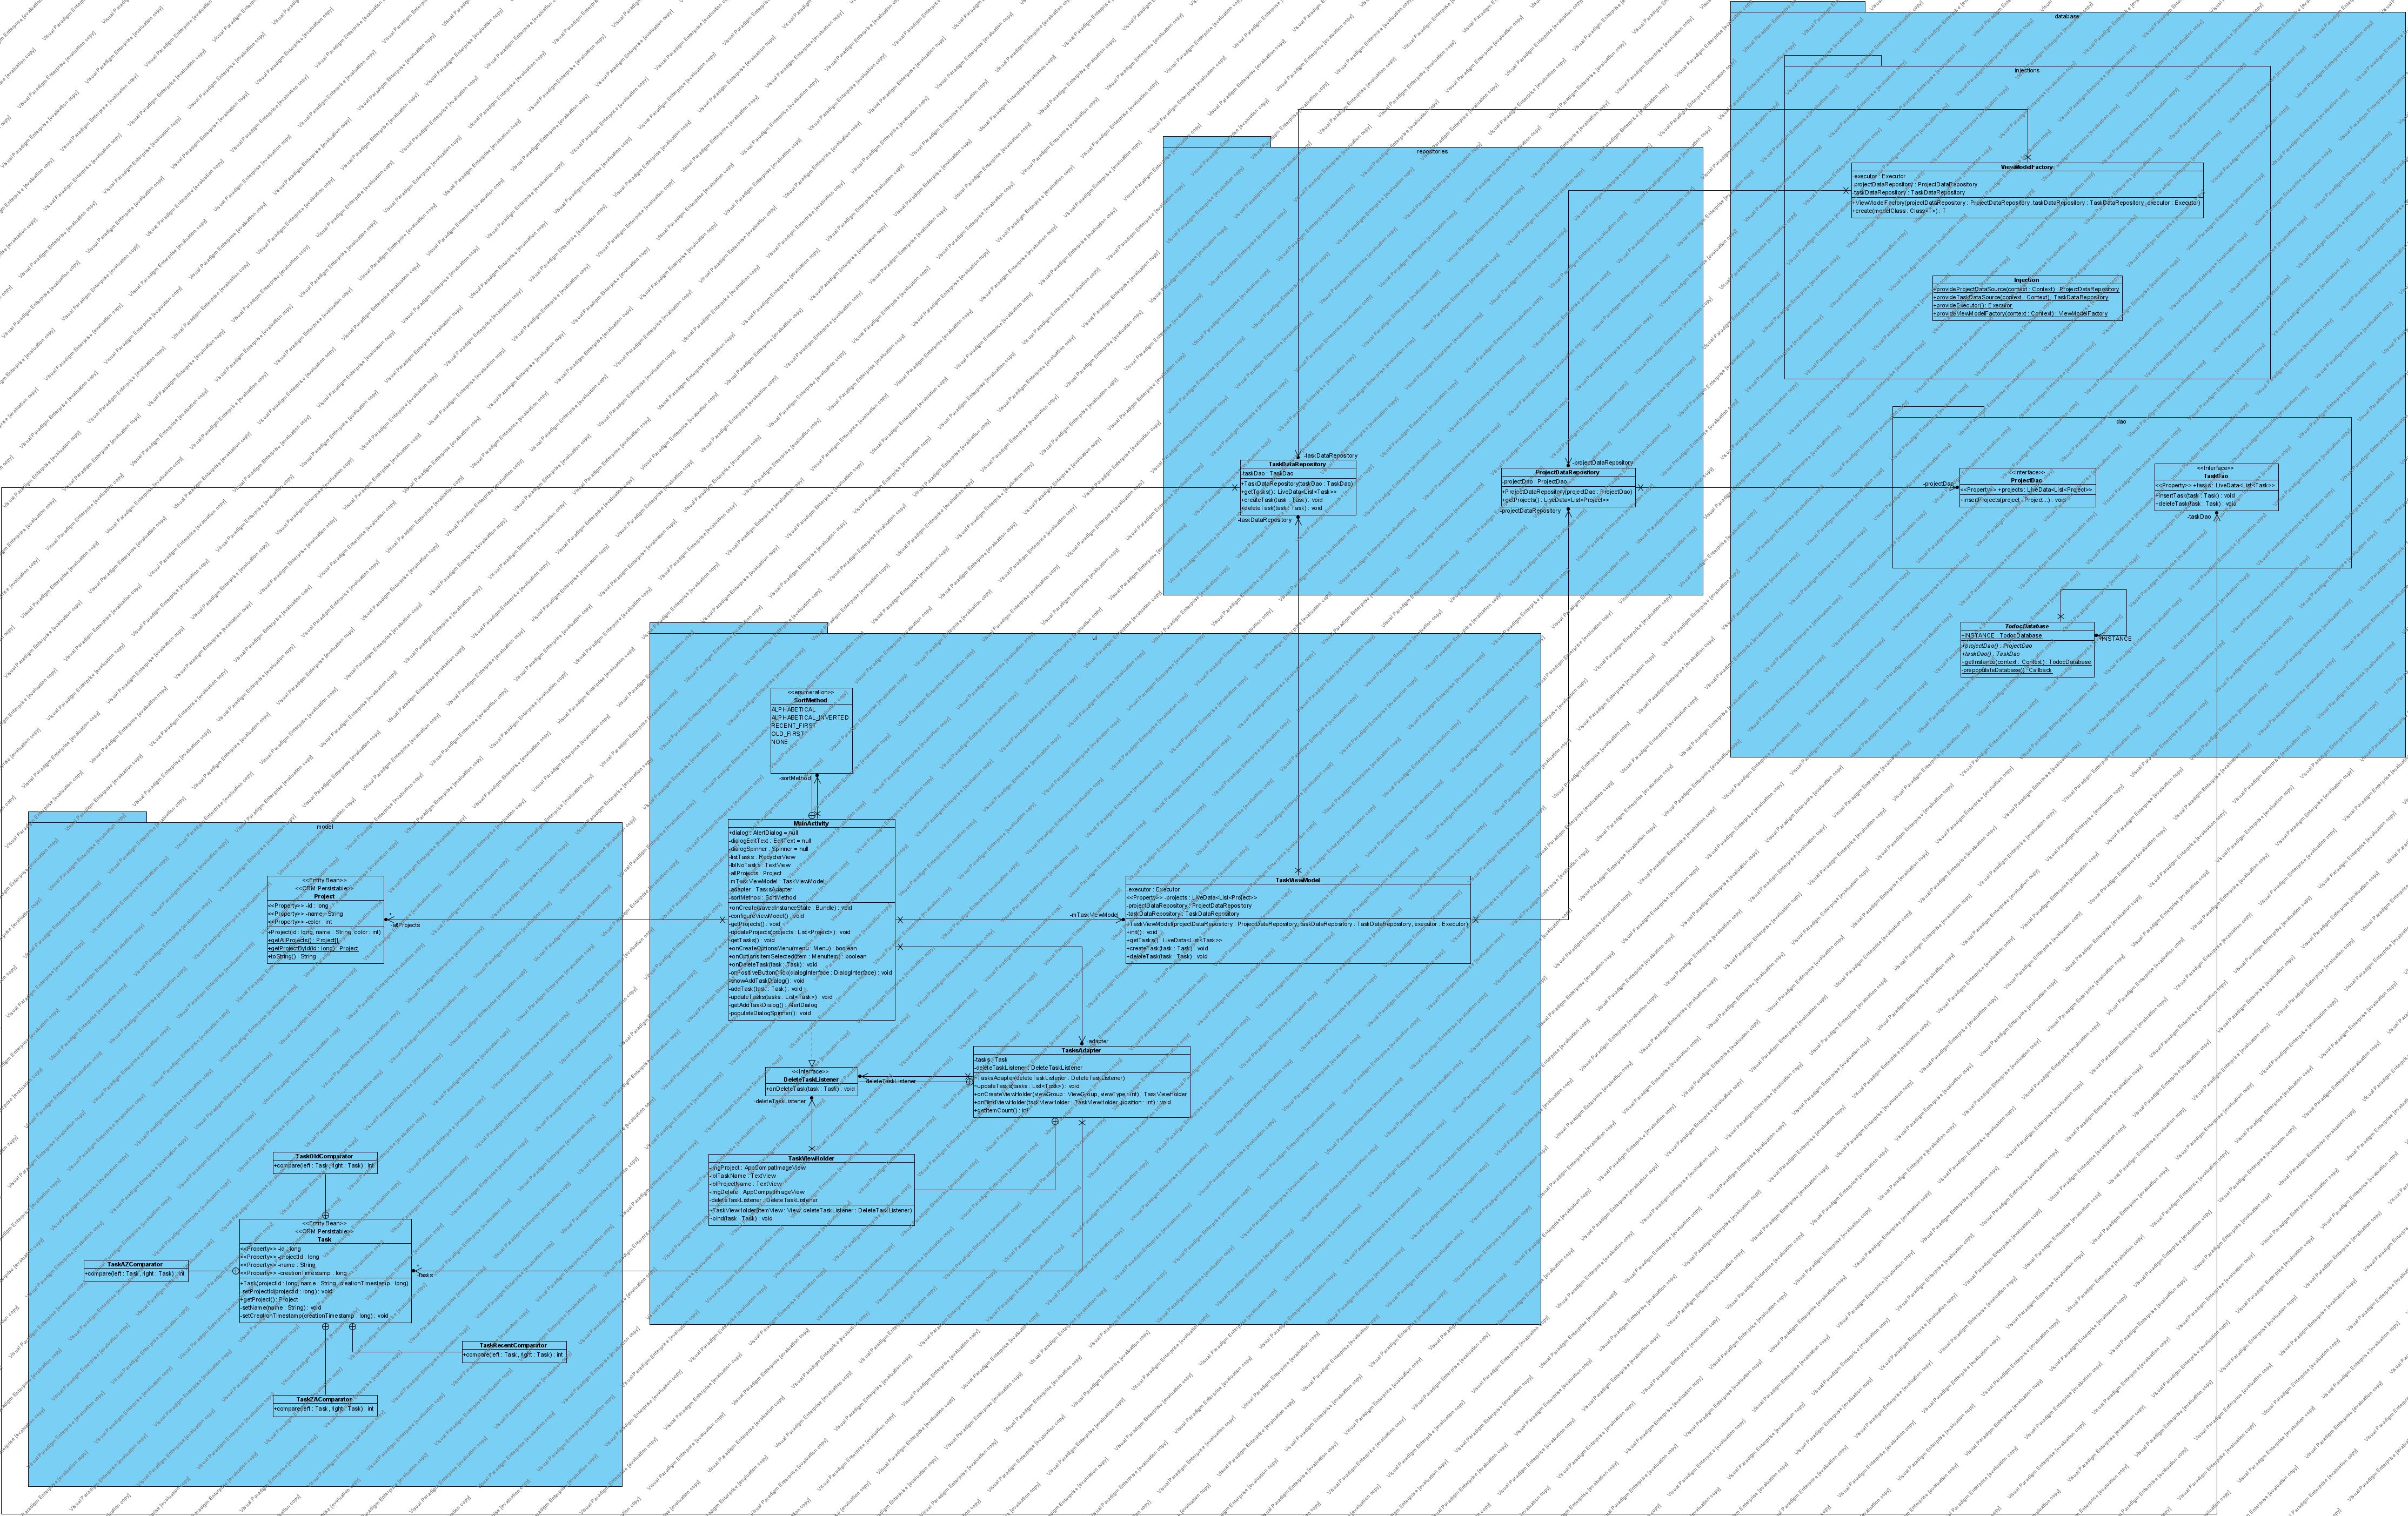 database
injections
ViewModelFactory
-executor : Executor
-projectDataRepository : ProjectDataRepository
-taskDataRepository : TaskDataRepository
+ViewModelFactory(projectDataRepository : ProjectDataRepository, taskDataRepository : TaskDataRepository, executor : Executor)
+create(modelClass : Class<T>) : T
Injection
+provideProjectDataSource(context : Context) : ProjectDataRepository
+provideTaskDataSource(context : Context) : TaskDataRepository
+provideExecutor() : Executor
+provideViewModelFactory(context : Context) : ViewModelFactory
dao
-projectDao
<<Interface>>
ProjectDao
<<Property>> +projects : LiveData<List<Project>>
+insertProjects(project : Project...) : void
<<Interface>>
TaskDao
<<Property>> +tasks : LiveData<List<Task>>
+insertTask(task : Task) : void
+deleteTask(task : Task) : void
-taskDao
TodocDatabase
+INSTANCE : TodocDatabase
+projectDao() : ProjectDao
+taskDao() : TaskDao
+getInstance(context : Context) : TodocDatabase
-prepopulateDatabase() : Callback
+INSTANCE
repositories
-taskDataRepository
TaskDataRepository
-taskDao : TaskDao
+TaskDataRepository(taskDao : TaskDao)
+getTasks() : LiveData<List<Task>>
+createTask(task : Task) : void
+deleteTask(task : Task) : void
-taskDataRepository
-projectDataRepository
ProjectDataRepository
-projectDao : ProjectDao
+ProjectDataRepository(projectDao : ProjectDao)
+getProjects() : LiveData<List<Project>>
-projectDataRepository
ui
<<enumeration>>
SortMethod
ALPHABETICAL
ALPHABETICAL_INVERTED
RECENT_FIRST
OLD_FIRST
NONE
-sortMethod
MainActivity
+dialog : AlertDialog = null
-dialogEditText : EditText = null
-dialogSpinner : Spinner = null
-listTasks : RecyclerView
-lblNoTasks : TextView
-allProjects : Project
-mTaskViewModel : TaskViewModel
-adapter : TasksAdapter
-sortMethod : SortMethod
+onCreate(savedInstanceState : Bundle) : void
-configureViewModel() : void
-getProjects() : void
-updateProjects(projects : List<Project>) : void
-getTasks() : void
+onCreateOptionsMenu(menu : Menu) : boolean
+onOptionsItemSelected(item : MenuItem) : boolean
+onDeleteTask(task : Task) : void
-onPositiveButtonClick(dialogInterface : DialogInterface) : void
-showAddTaskDialog() : void
-addTask(task : Task) : void
-updateTasks(tasks : List<Task>) : void
-getAddTaskDialog() : AlertDialog
-populateDialogSpinner() : void
-mTaskViewModel
TaskViewModel
-executor : Executor
<<Property>> -projects : LiveData<List<Project>>
-projectDataRepository : ProjectDataRepository
-taskDataRepository : TaskDataRepository
+TaskViewModel(projectDataRepository : ProjectDataRepository, taskDataRepository : TaskDataRepository, executor : Executor)
+init() : void
+getTasks() : LiveData<List<Task>>
+createTask(task : Task) : void
+deleteTask(task : Task) : void
<<Interface>>
DeleteTaskListener
+onDeleteTask(task : Task) : void
-deleteTaskListener
-deleteTaskListener
-adapter
TasksAdapter
-tasks : Task
-deleteTaskListener : DeleteTaskListener
~TasksAdapter(deleteTaskListener : DeleteTaskListener)
~updateTasks(tasks : List<Task>) : void
+onCreateViewHolder(viewGroup : ViewGroup, viewType : int) : TaskViewHolder
+onBindViewHolder(taskViewHolder : TaskViewHolder, position : int) : void
+getItemCount() : int
TaskViewHolder
-imgProject : AppCompatImageView
-lblTaskName : TextView
-lblProjectName : TextView
-imgDelete : AppCompatImageView
-deleteTaskListener : DeleteTaskListener
~TaskViewHolder(itemView : View, deleteTaskListener : DeleteTaskListener)
~bind(task : Task) : void
model
<<Entity Bean>>
<<ORM Persistable>>
Project
<<Property>> -id : long
<<Property>> -name : String
<<Property>> -color : int
+Project(id : long, name : String, color : int)
+getAllProjects() : Project[]
+getProjectById(id : long) : Project
+toString() : String
*
-allProjects
TaskOldComparator
+compare(left : Task, right : Task) : int
<<Entity Bean>>
<<ORM Persistable>>
Task
<<Property>> -id : long
<<Property>> -projectId : long
<<Property>> -name : String
<<Property>> -creationTimestamp : long
+Task(projectId : long, name : String, creationTimestamp : long)
-setProjectId(projectId : long) : void
+getProject() : Project
-setName(name : String) : void
-setCreationTimestamp(creationTimestamp : long) : void
*
-tasks
TaskAZComparator
+compare(left : Task, right : Task) : int
TaskRecentComparator
+compare(left : Task, right : Task) : int
TaskZAComparator
+compare(left : Task, right : Task) : int
Visual Paradigm Enterprise [evaluation copy]